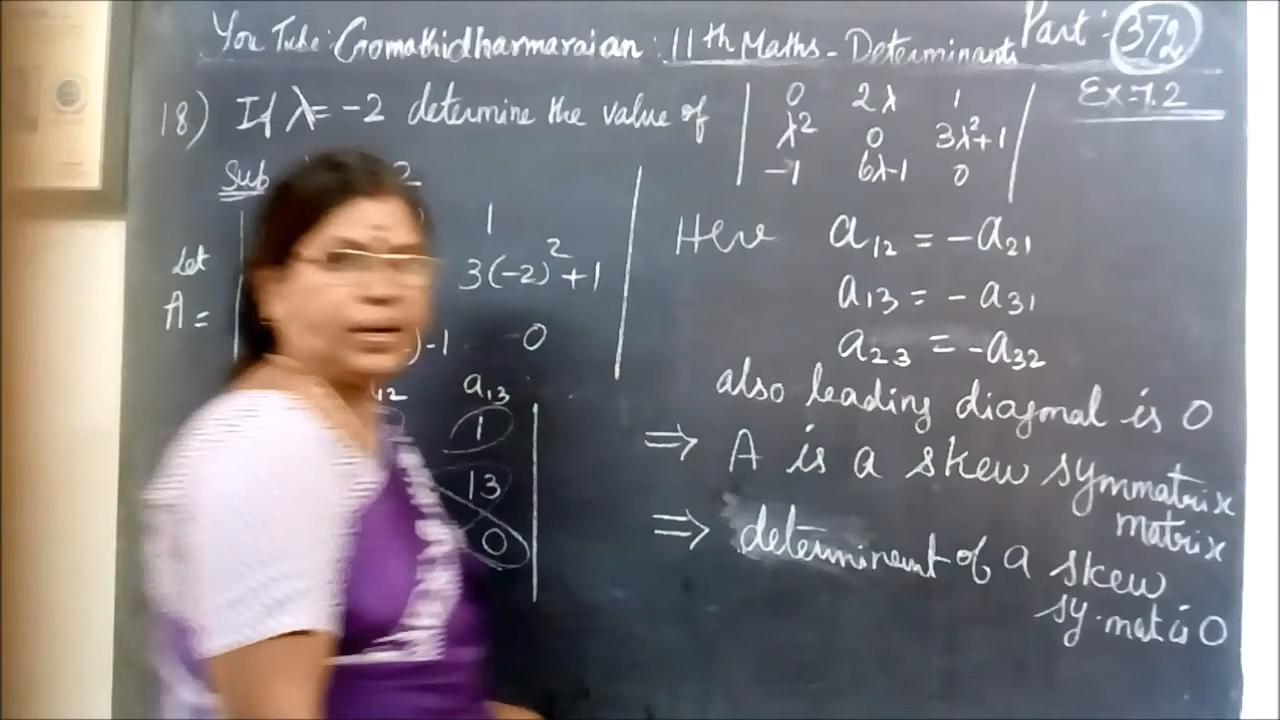 You Tube: Gomathidharmarajan: 11th Maths - Determinants Part: 372
Ex-7.2
18) If λ = -2 determine the value of
0 2λ 1
λ² 0 3λ²+1
-1 6λ-1 0
Sub 2
Let
A =
1
3(-2)²+1
)-1 0
a₁₃
1
13
0
Here a₁₂ = -a₂₁
a₁₃ = -a₃₁
a₂₃ = -a₃₂
also leading diagonal is 0
⇒ A is a skew symmatrix
matrix
⇒ determinent of a skew
sy.mat is 0